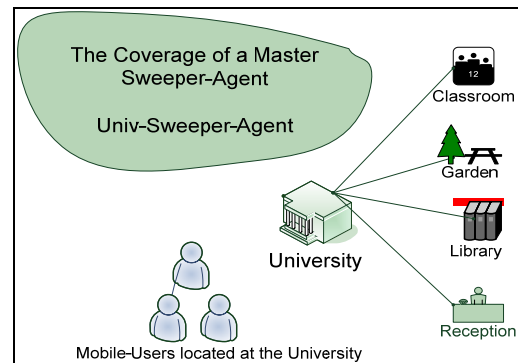 The Coverage of a Master
Sweeper-Agent
Univ-Sweeper-Agent
12
Classroom
Garden
Library
University
Reception
Mobile-Users located at the University